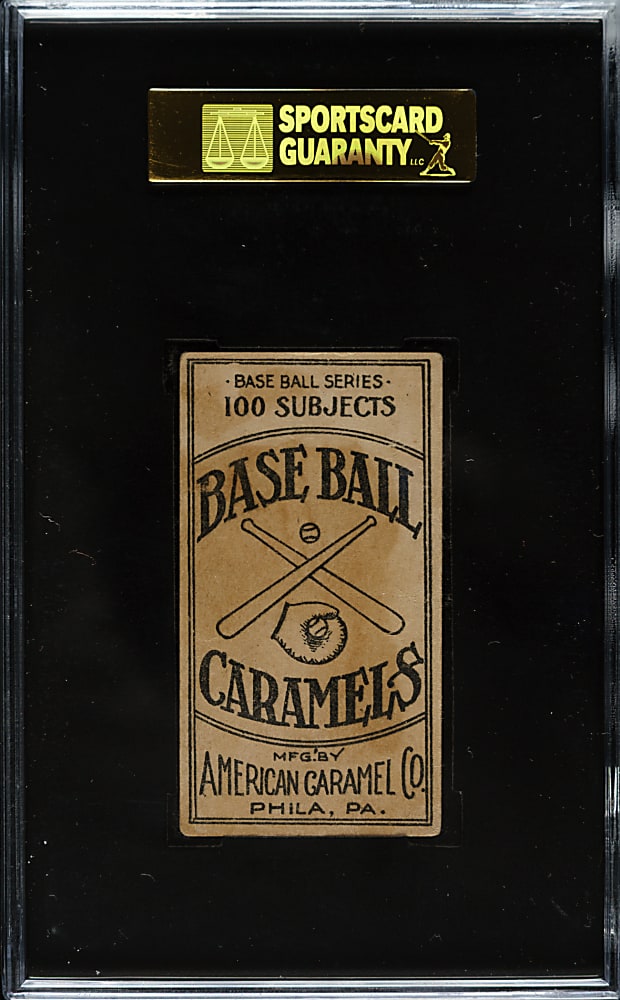 SPORTSCARD
GUARANTY LLC
·BASE BALL SERIES·
100 SUBJECTS
BASE BALL
CARAMELS
MFG. BY
AMERICAN CARAMEL CO.
PHILA, PA.